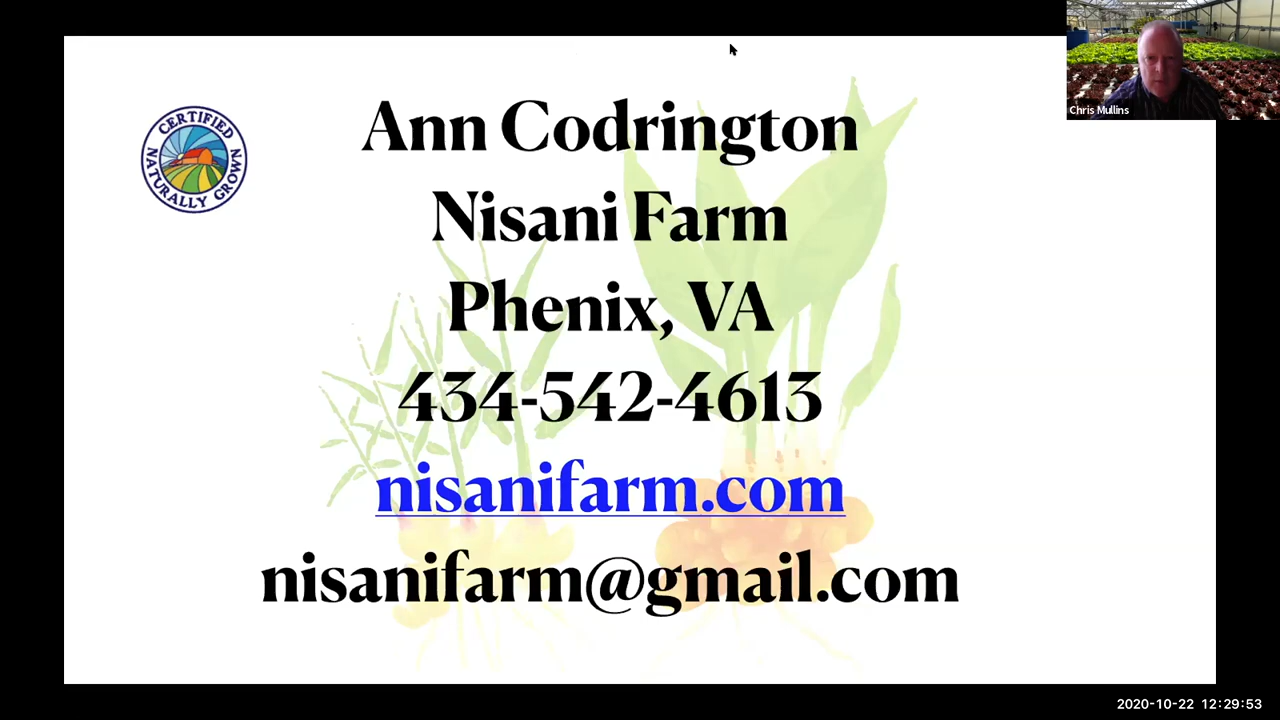 CERTIFIED
NATURALLY GROWN
Ann Codrington
Nisani Farm
Phenix, VA
434-542-4613
nisanifarm.com
nisanifarm@gmail.com
Chris Mullins
2020-10-22 12:29:53